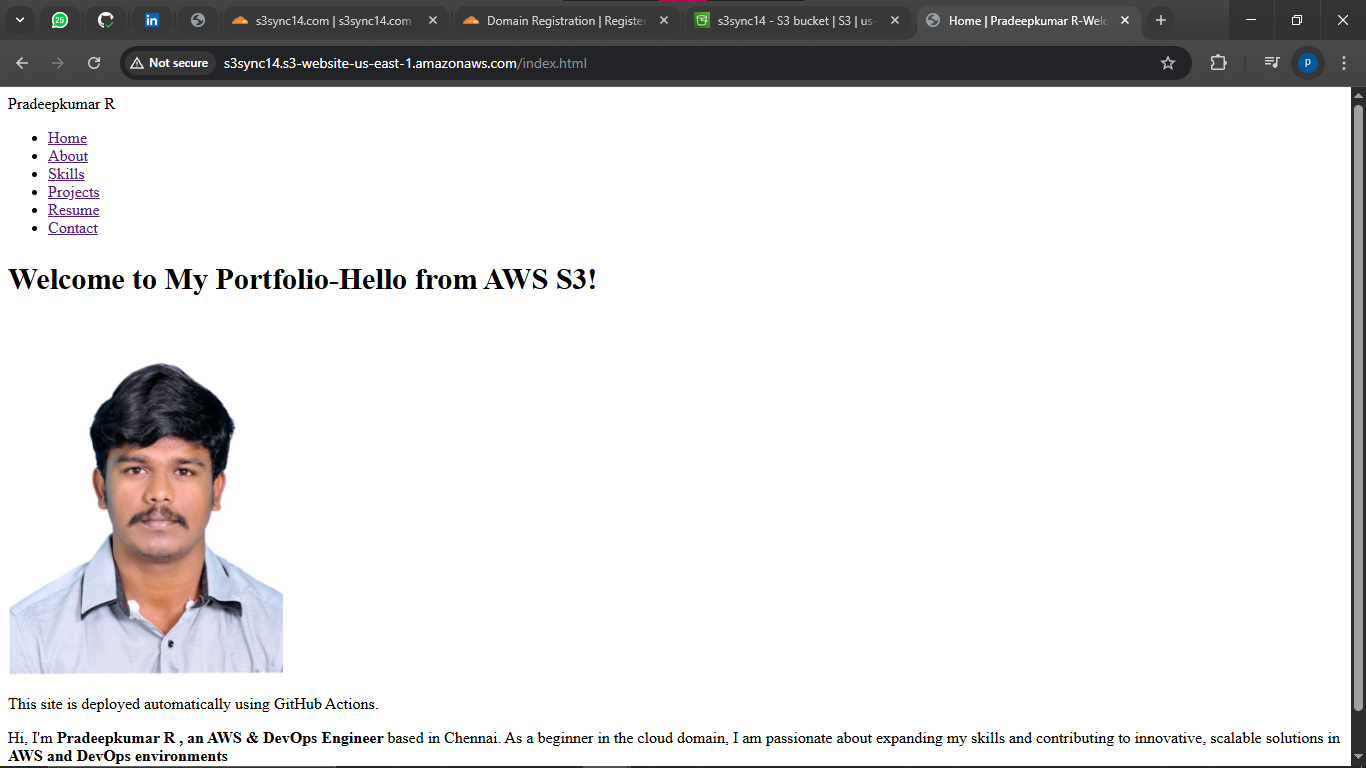 25
s3sync14.com | s3sync14.com
Domain Registration | Register
s3sync14 - S3 bucket | S3 | us-
Home | Pradeepkumar R-Welc
Not secure
s3sync14.s3-website-us-east-1.amazonaws.com/index.html
p
Pradeepkumar R
Home
About
Skills
Projects
Resume
Contact
Welcome to My Portfolio-Hello from AWS S3!
This site is deployed automatically using GitHub Actions.
Hi, I'm Pradeepkumar R , an AWS & DevOps Engineer based in Chennai. As a beginner in the cloud domain, I am passionate about expanding my skills and contributing to innovative, scalable solutions in
AWS and DevOps environments